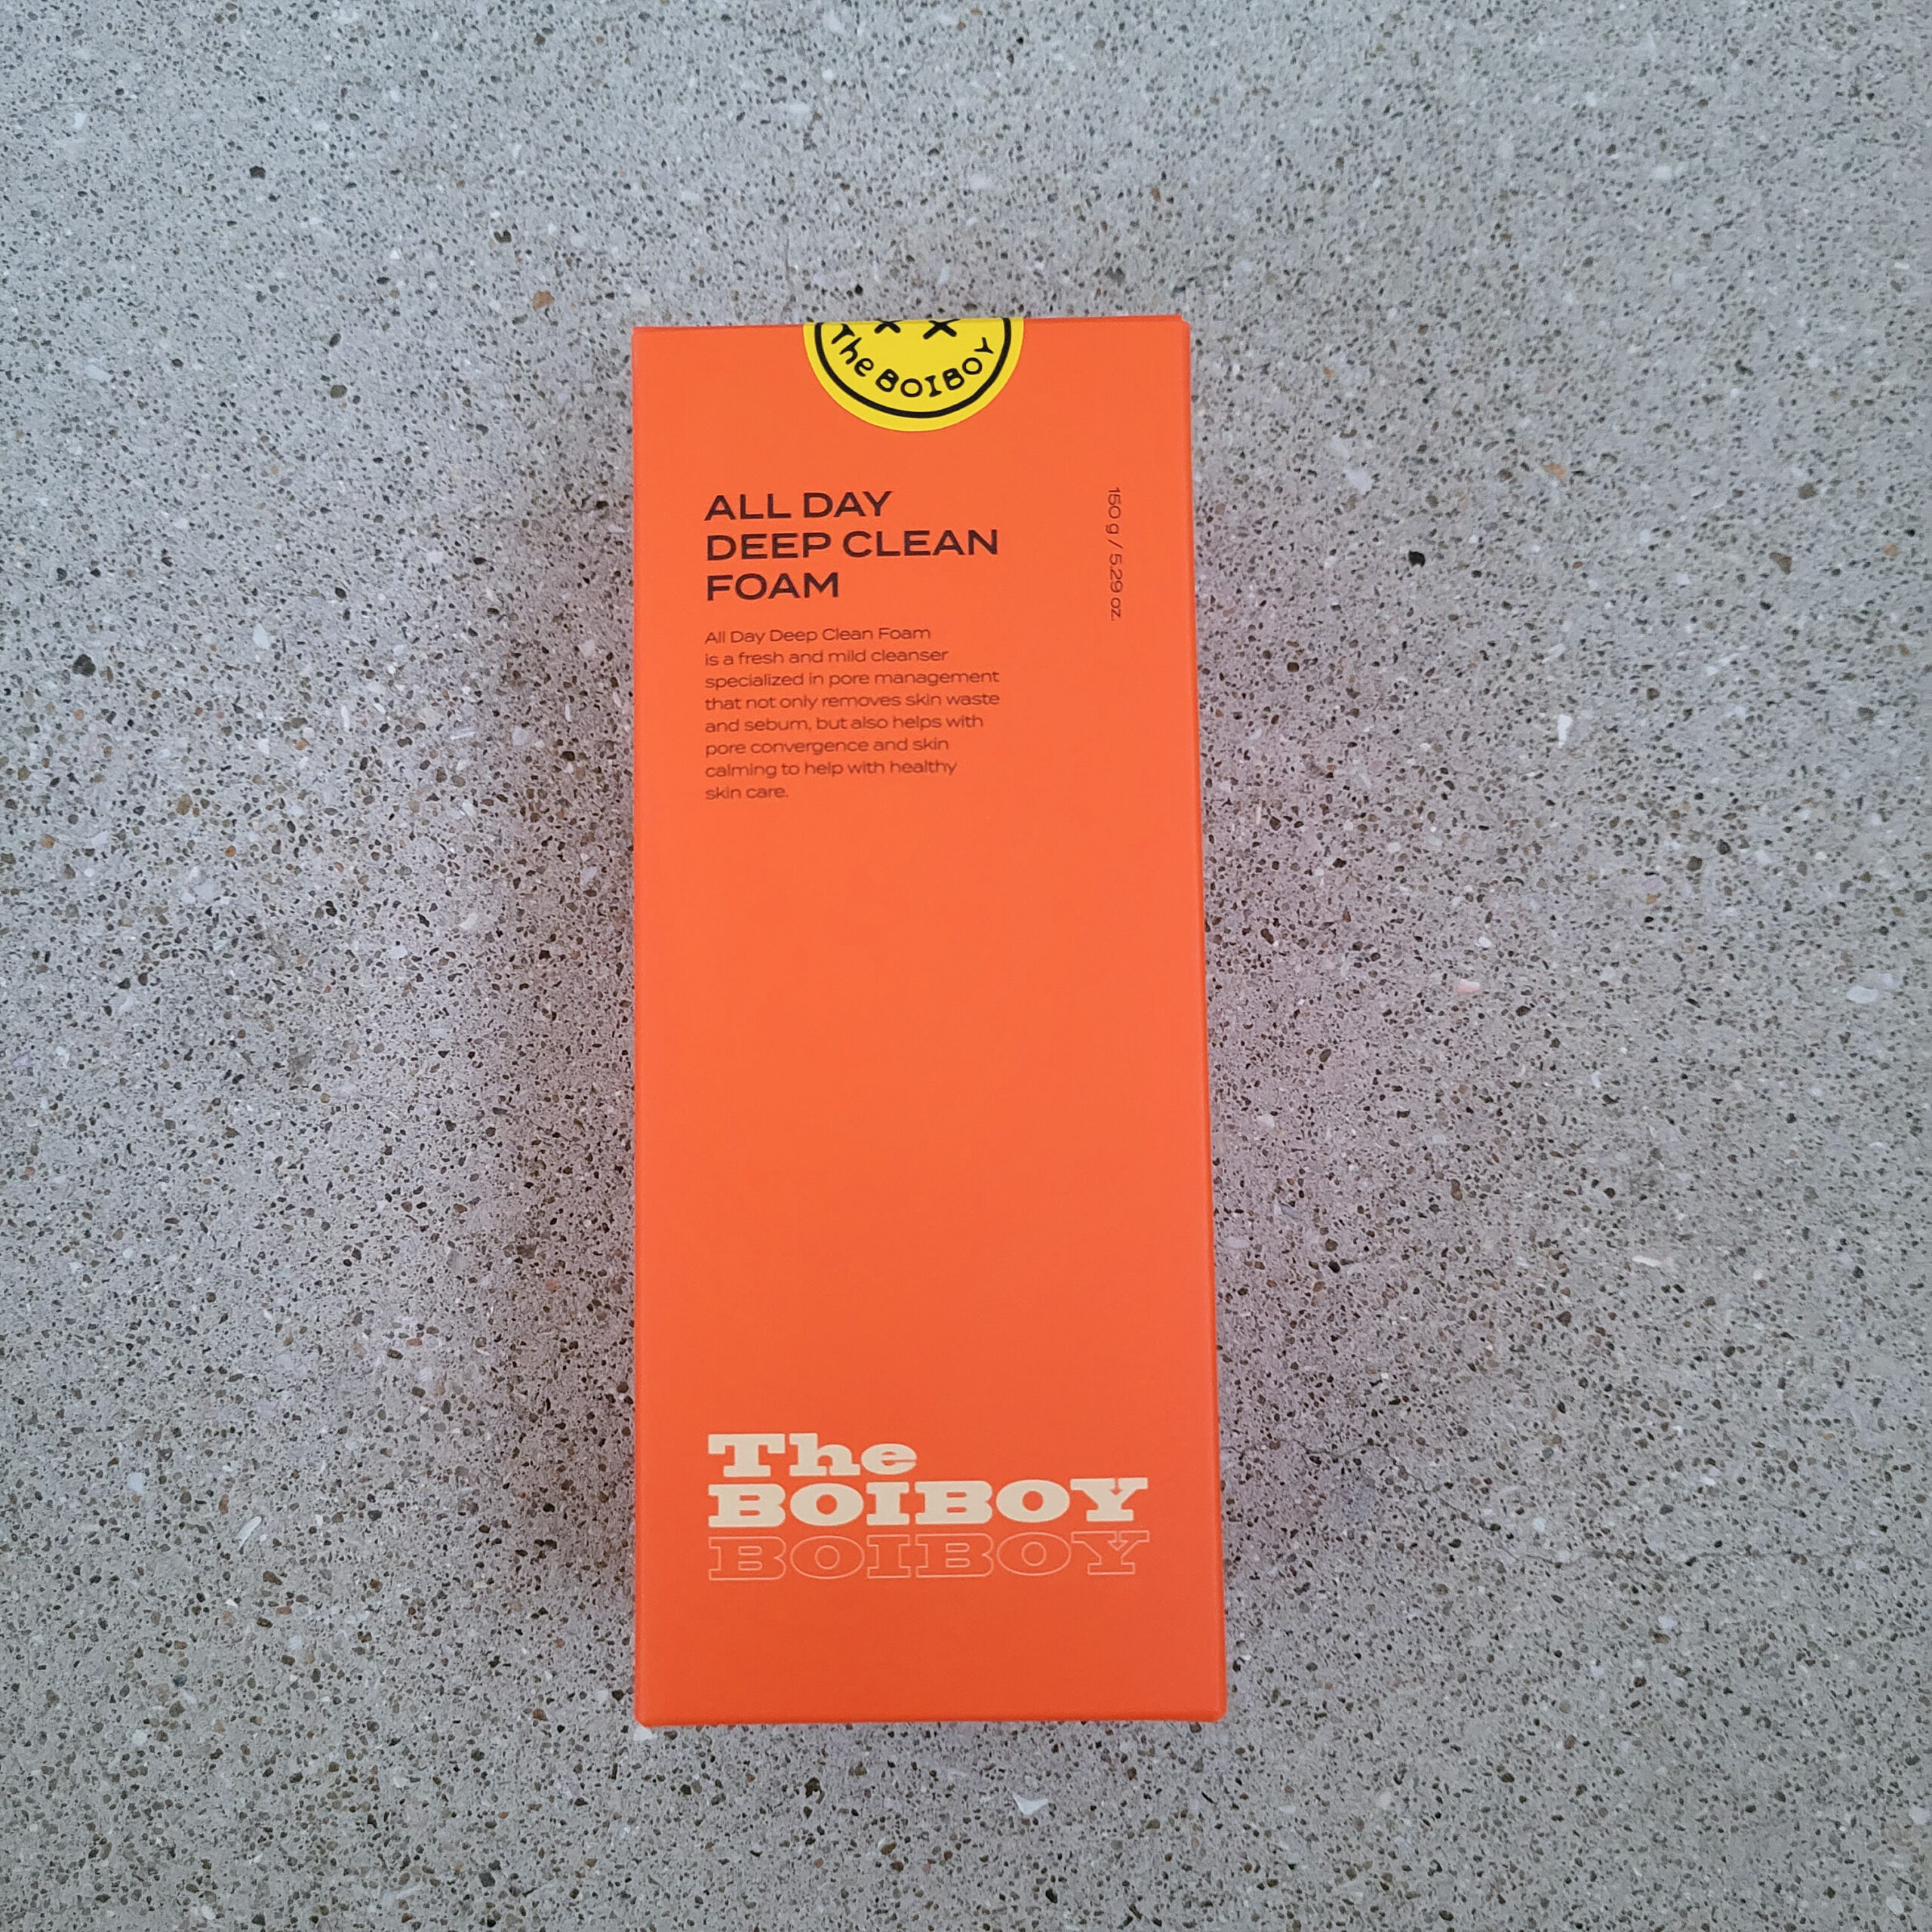 The BOIBOY
ALL DAY
DEEP CLEAN
FOAM
150 g / 5.29 oz.
All Day Deep Clean Foam
is a fresh and mild cleanser
specialized in pore management
that not only removes skin waste
and sebum, but also helps with
pore convergence and skin
calming to help with healthy
skin care.
The
BOIBOY
BOIBOY